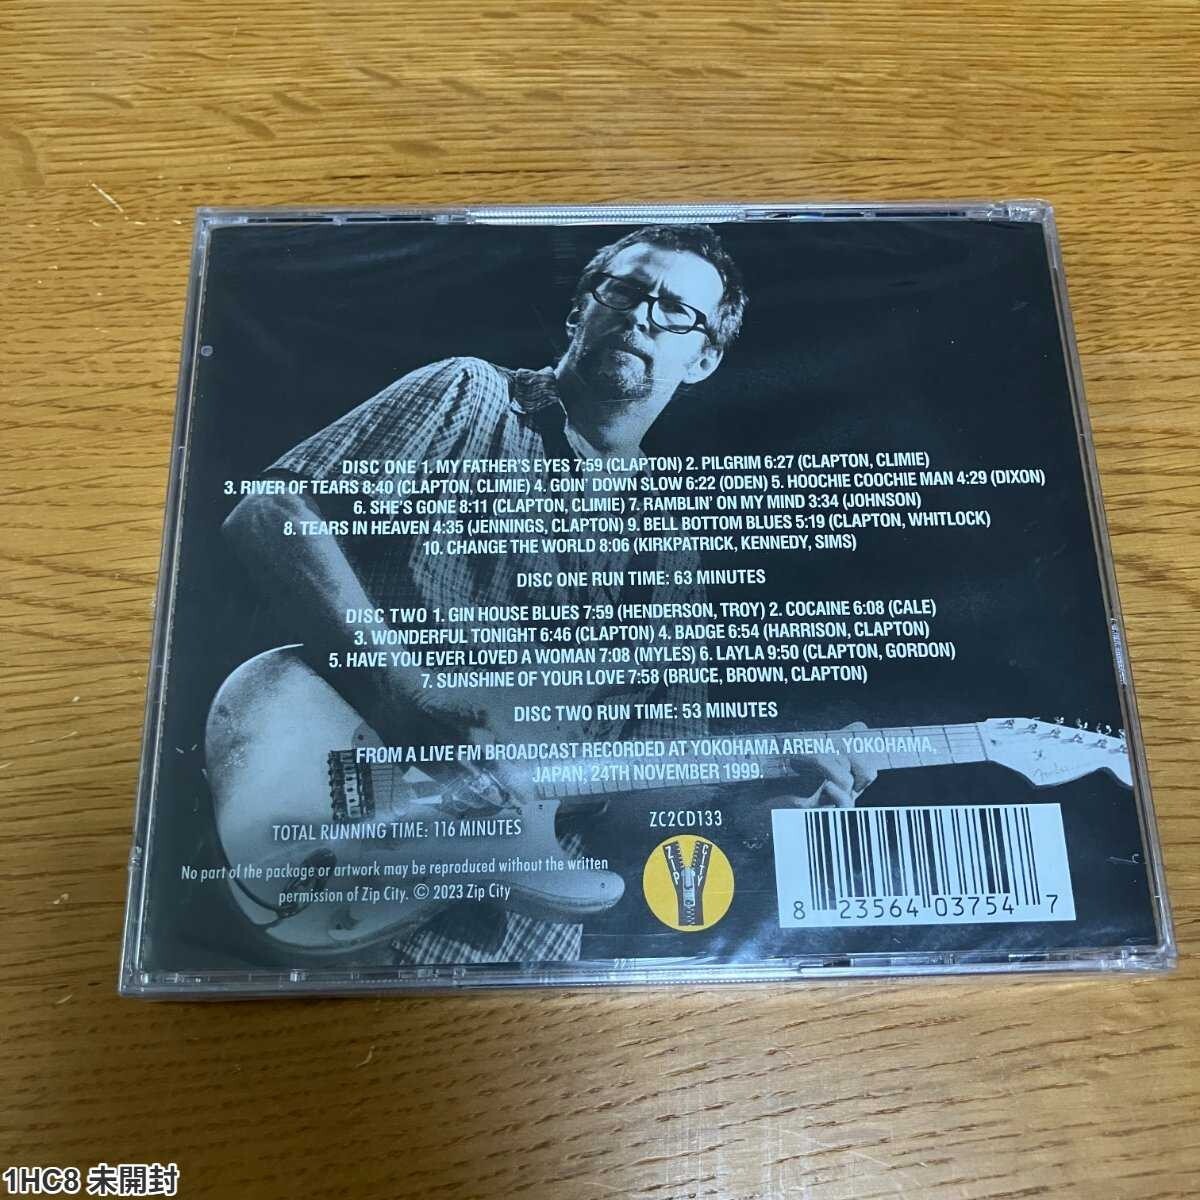 DISC ONE 1. MY FATHER'S EYES 7:59 (CLAPTON) 2. PILGRIM 6:27 (CLAPTON, CLIMIE)
3. RIVER OF TEARS 8:40 (CLAPTON, CLIMIE) 4. GOIN' DOWN SLOW 6:22 (ODEN) 5. HOOCHIE COOCHIE MAN 4:29 (DIXON)
6. SHE'S GONE 8:11 (CLAPTON, CLIMIE) 7. RAMBLIN' ON MY MIND 3:34 (JOHNSON)
8. TEARS IN HEAVEN 4:35 (JENNINGS, CLAPTON) 9. BELL BOTTOM BLUES 5:19 (CLAPTON, WHITLOCK)
10. CHANGE THE WORLD 8:06 (KIRKPATRICK, KENNEDY, SIMS)
DISC ONE RUN TIME: 63 MINUTES
DISC TWO 1. GIN HOUSE BLUES 7:59 (HENDERSON, TROY) 2. COCAINE 6:08 (CALE)
3. WONDERFUL TONIGHT 6:46 (CLAPTON) 4. BADGE 6:54 (HARRISON, CLAPTON)
5. HAVE YOU EVER LOVED A WOMAN 7:08 (MYLES) 6. LAYLA 9:50 (CLAPTON, GORDON)
7. SUNSHINE OF YOUR LOVE 7:58 (BRUCE, BROWN, CLAPTON)
DISC TWO RUN TIME: 53 MINUTES
FROM A LIVE FM BROADCAST RECORDED AT YOKOHAMA ARENA, YOKOHAMA,
JAPAN, 24TH NOVEMBER 1999.
Fender
TOTAL RUNNING TIME: 116 MINUTES
ZC2CD133
No part of the package or artwork may be reproduced without the written
permission of Zip City. © 2023 Zip City
ZIP CITY
8 23564 03754 7
1HC8 未開封